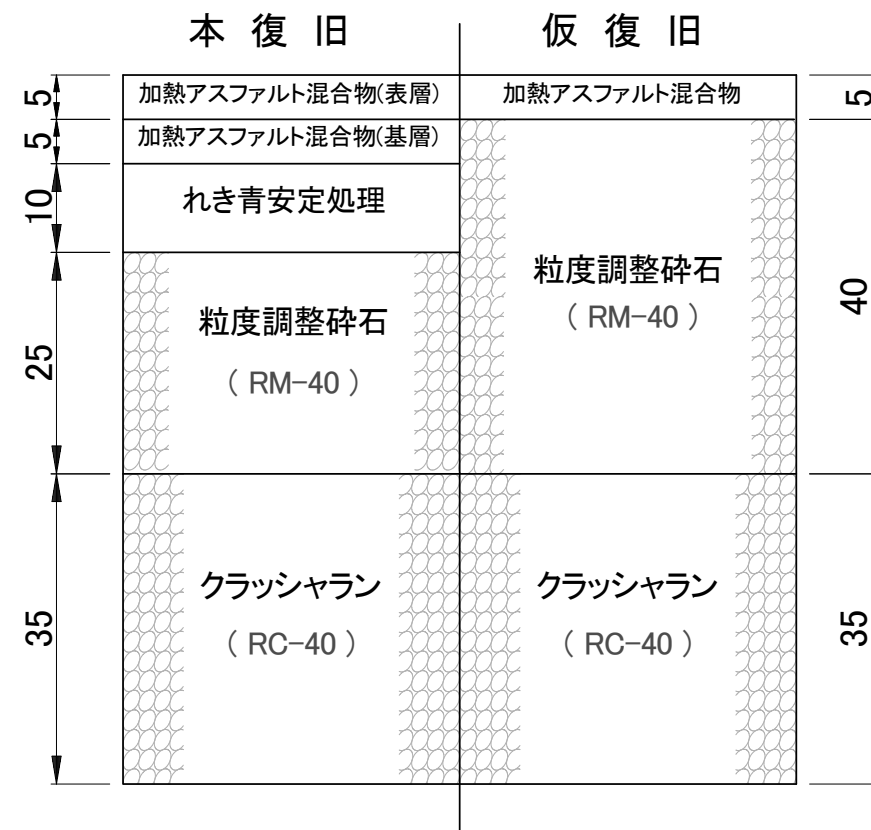 本復旧
仮復旧
5
加熱アスファルト混合物(表層)
加熱アスファルト混合物
5
5
加熱アスファルト混合物(基層)
10
れき青安定処理
粒度調整砕石
(RM-40)
40
25
粒度調整砕石
(RM-40)
35
クラッシャラン
(RC-40)
クラッシャラン
(RC-40)
35